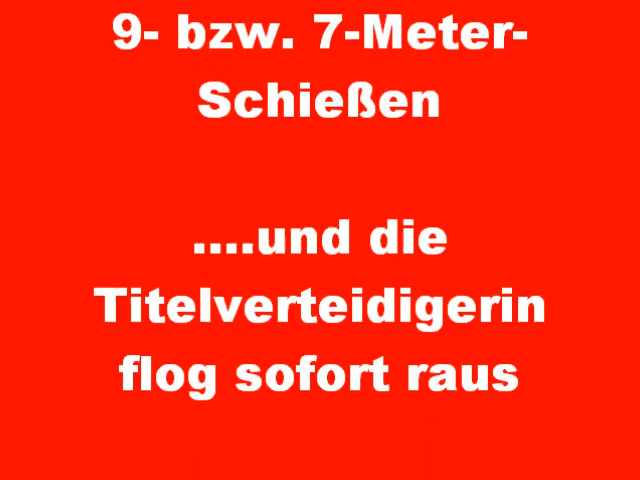 9- bzw. 7-Meter-
Schießen
....und die
Titelverteidigerin
flog sofort raus